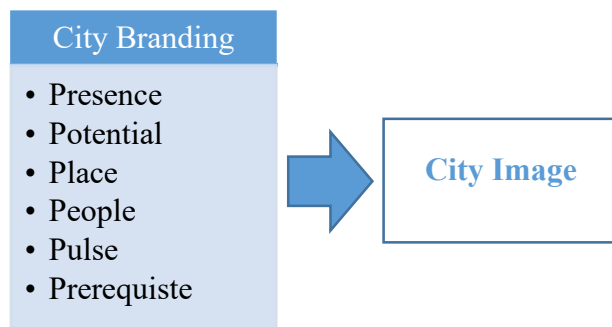 City Branding
• Presence
• Potential
• Place
• People
• Pulse
• Prerequiste
City Image